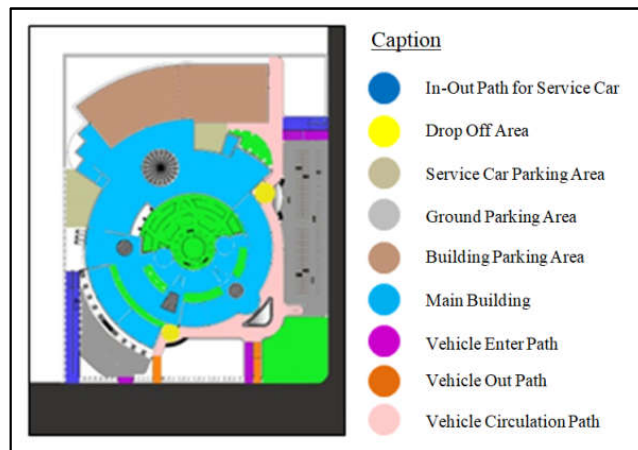 Caption
In-Out Path for Service Car
Drop Off Area
Service Car Parking Area
Ground Parking Area
Building Parking Area
Main Building
Vehicle Enter Path
Vehicle Out Path
Vehicle Circulation Path